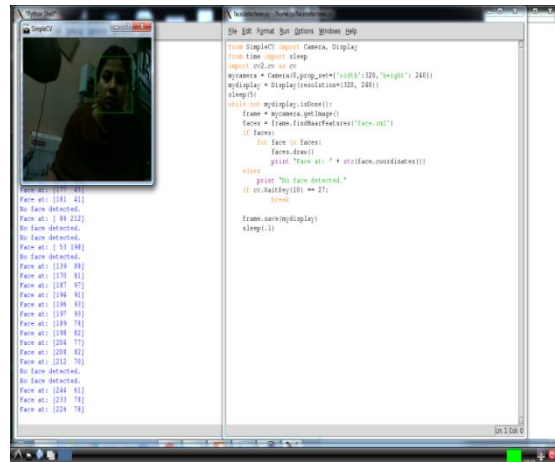 *Python Shell*
SimpleCV
Face at: [177 45]
Face at: [181 41]
No face detected.
Face at: [ 86 212]
No face detected.
No face detected.
Face at: [ 53 198]
No face detected.
Face at: [139 88]
Face at: [170 81]
Face at: [187 97]
Face at: [194 91]
Face at: [196 93]
Face at: [197 93]
Face at: [189 78]
Face at: [198 82]
Face at: [204 77]
Face at: [208 82]
Face at: [212 70]
No face detected.
No face detected.
Face at: [244 61]
Face at: [233 78]
Face at: [226 78]
File Edit Format Run Options Windows Help
from SimpleCV import Camera, Display
from time import sleep
import cv2.cv as cv
mycamera = Camera(0,prop_set={'width':320,'height': 240})
mydisplay = Display(resolution=(320, 240))
sleep(5)
while not mydisplay.isDone():
frame = mycamera.getImage()
faces = frame.findHaarFeatures('face.xml')
if faces:
for face in faces:
faces.draw()
print "Face at: " + str(face.coordinates())
else:
print "No face detected."
if cv.WaitKey(10) == 27:
break
frame.save(mydisplay)
sleep(.1)
Ln: 1 Col: 0